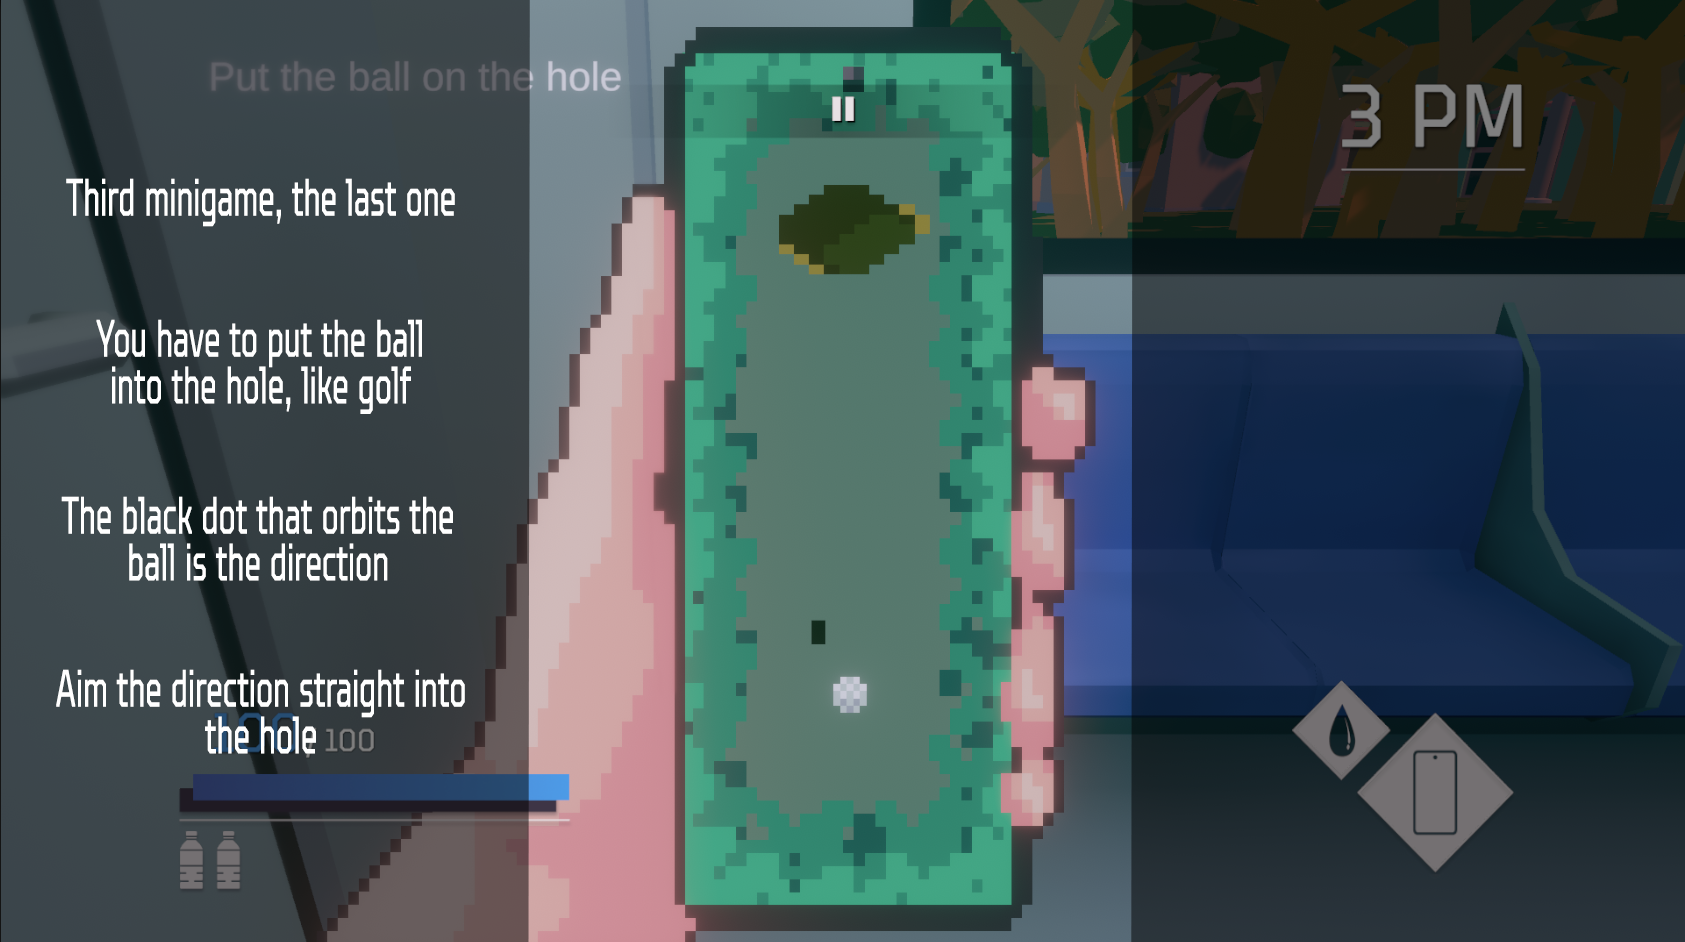 Put the ball on the hole
3 PM
Third minigame, the last one
You have to put the ball
into the hole, like golf
The black dot that orbits the
ball is the direction
Aim the direction straight into
the hole
100 / 100